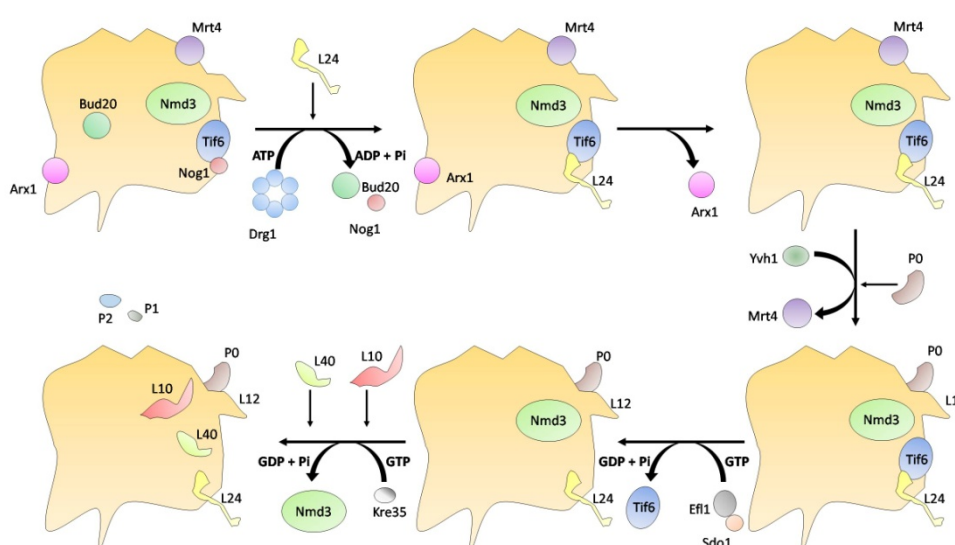 Mrt4
L24
Bud20
Nmd3
Tif6
Nog1
Arx1
ATP
ADP + Pi
Drg1
Bud20
Nog1
Mrt4
Nmd3
Tif6
Arx1
L24
Arx1
Mrt4
Nmd3
Tif6
L24
Yvh1
P0
Mrt4
P2
P1
P0
L10
L12
L40
L24
L40
L10
GDP + Pi
GTP
Nmd3
Kre35
P0
L12
Nmd3
L24
GDP + Pi
GTP
Tif6
Efl1
Sdo1
P0
L1
Nmd3
Tif6
L24